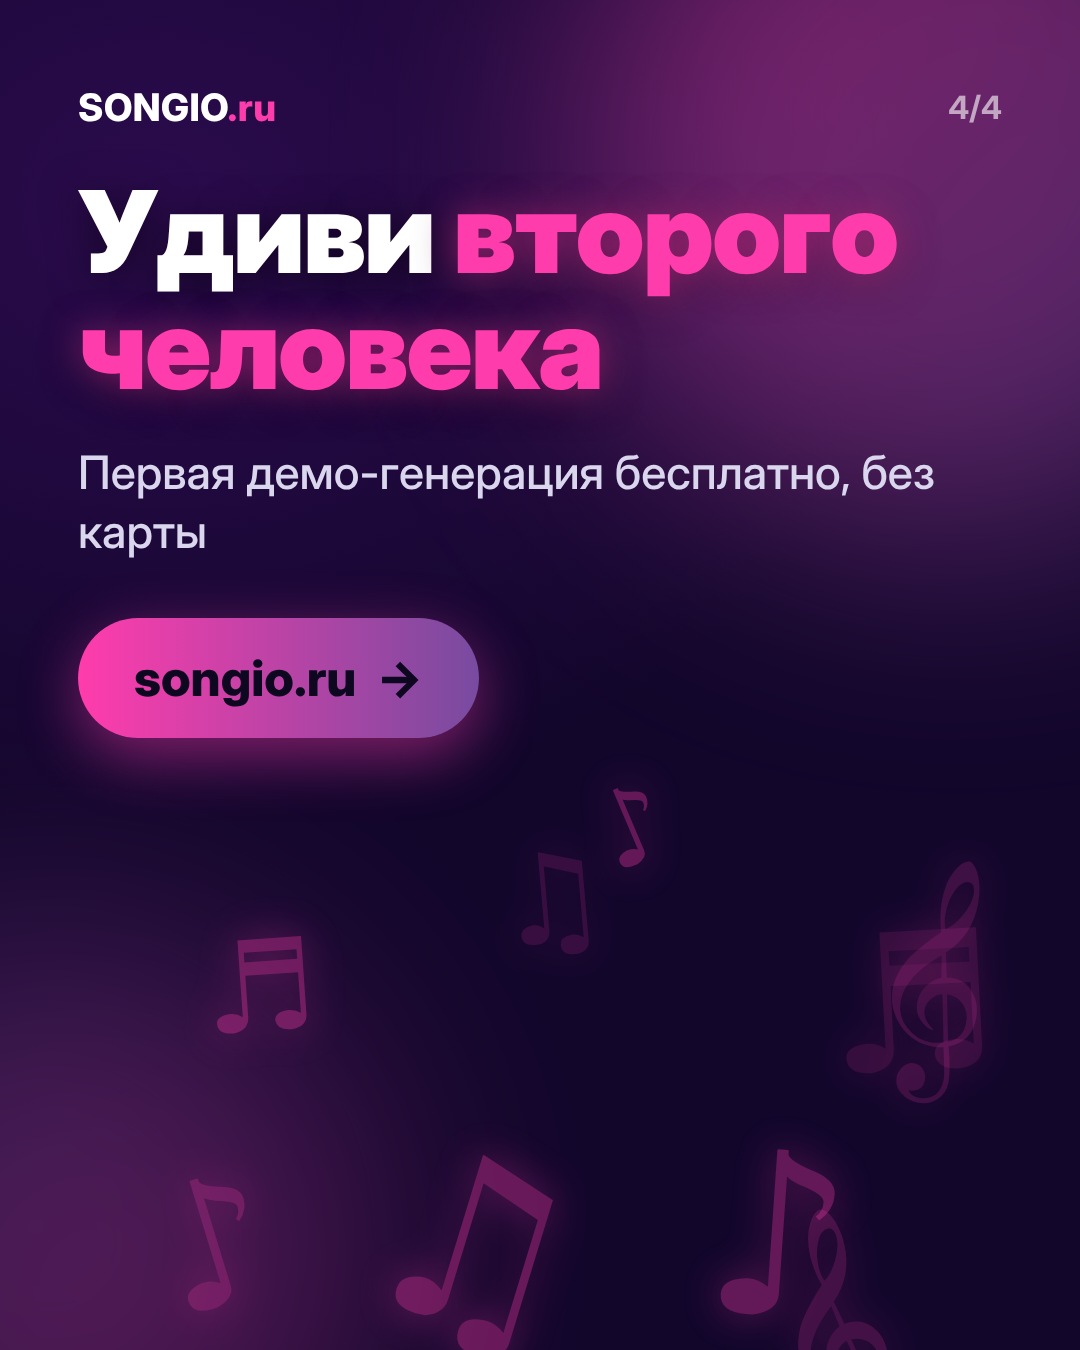 SONGIO.ru
4/4
Удиви второго
человека
Первая демо-генерация бесплатно, без
карты
songio.ru →